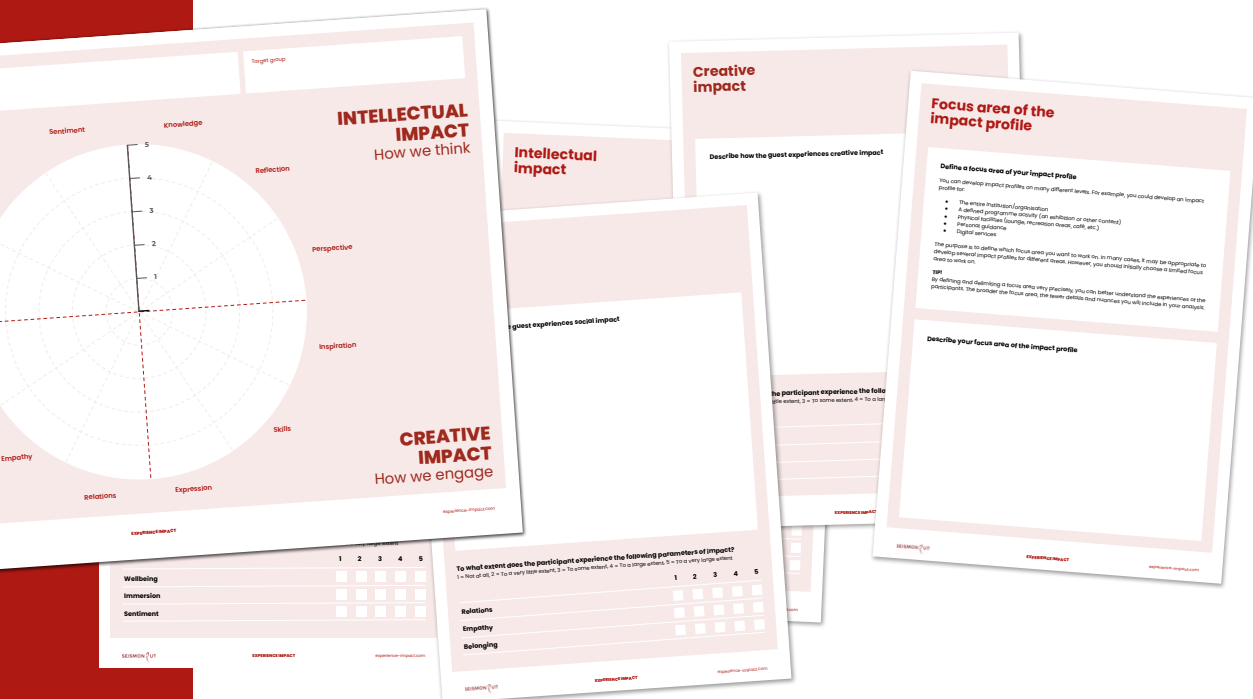 Target group
Sentiment
Knowledge
Reflection
Perspective
Inspiration
Skills
Expression
Relations
Empathy
5
4
3
2
1
INTELLECTUAL
IMPACT
How we think
CREATIVE
IMPACT
How we engage
EXPERIENCE IMPACT
experience-impact.com
large extent
1 2 3 4 5
Wellbeing
Immersion
Sentiment
SEISMONAUT
EXPERIENCE IMPACT
experience-impact.com
Intellectual
impact
guest experiences social impact
To what extent does the participant experience the following parameters of impact?
1 = Not at all, 2 = To a very little extent, 3 = To some extent, 4 = To a large extent, 5 = To a very large extent
1 2 3 4 5
Relations
Empathy
Belonging
SEISMONAUT
EXPERIENCE IMPACT
experience-impact.com
Creative
impact
Describe how the guest experiences creative impact
the participant experience the follo
extent, 3 = To some extent, 4 = To a lar
EXPERIENCE IMPACT
Focus area of the
impact profile
Define a focus area of your impact profile
You can develop impact profiles on many different levels. For example, you could develop an impact
profile for:
• The entire institution/organisation
• A defined programme activity (an exhibition or other content)
• Physical facilities (lounge, recreation areas, café, etc.)
• Personal guidance
• Digital services
The purpose is to define which focus area you want to work on. In many cases, it may be appropriate to
develop several impact profiles for different areas. However, you should initially choose a limited focus
area to work on.
TIP!
By defining and delimiting a focus area very precisely, you can better understand the experiences of the
participants. The broader the focus area, the fewer details and nuances you will include in your analysis.
Describe your focus area of the impact profile
SEISMONAUT
EXPERIENCE IMPACT
experience-impact.com